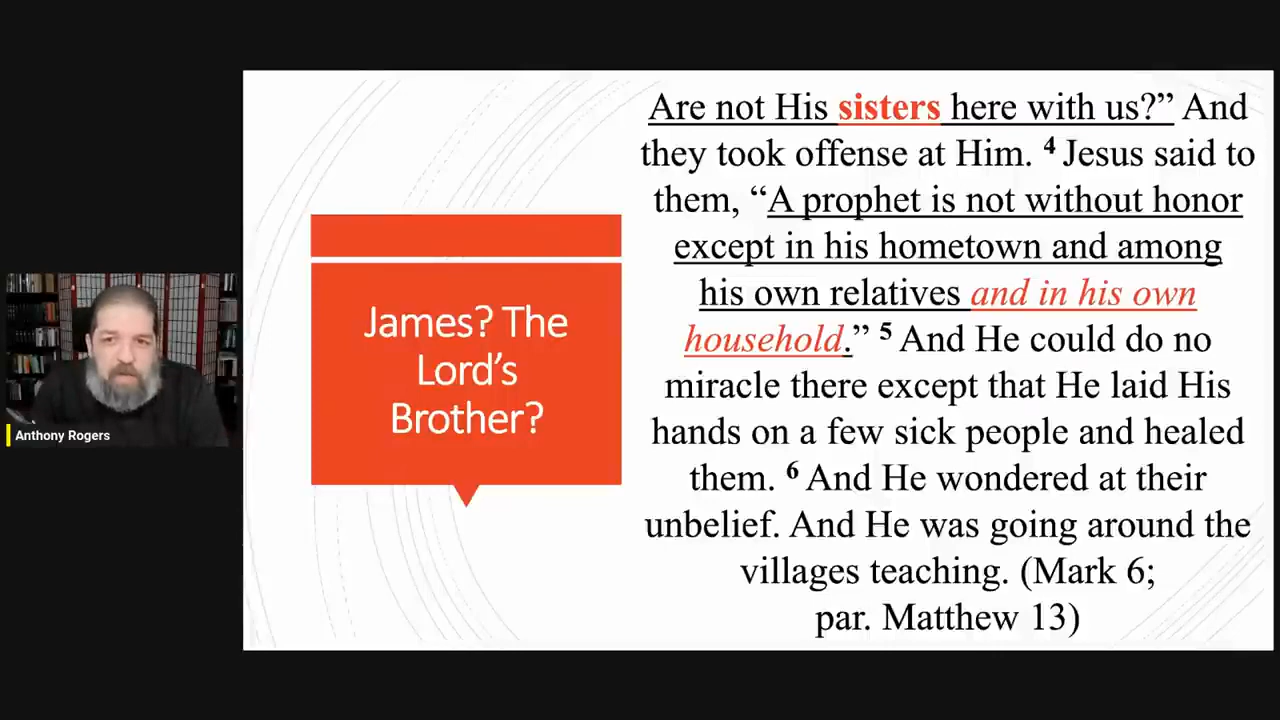 Are not His sisters here with us?” And
they took offense at Him. 4 Jesus said to
them, “A prophet is not without honor
except in his hometown and among
his own relatives and in his own
household.” 5 And He could do no
miracle there except that He laid His
hands on a few sick people and healed
them. 6 And He wondered at their
unbelief. And He was going around the
villages teaching. (Mark 6;
par. Matthew 13)
James? The
Lord’s
Brother?
Anthony Rogers